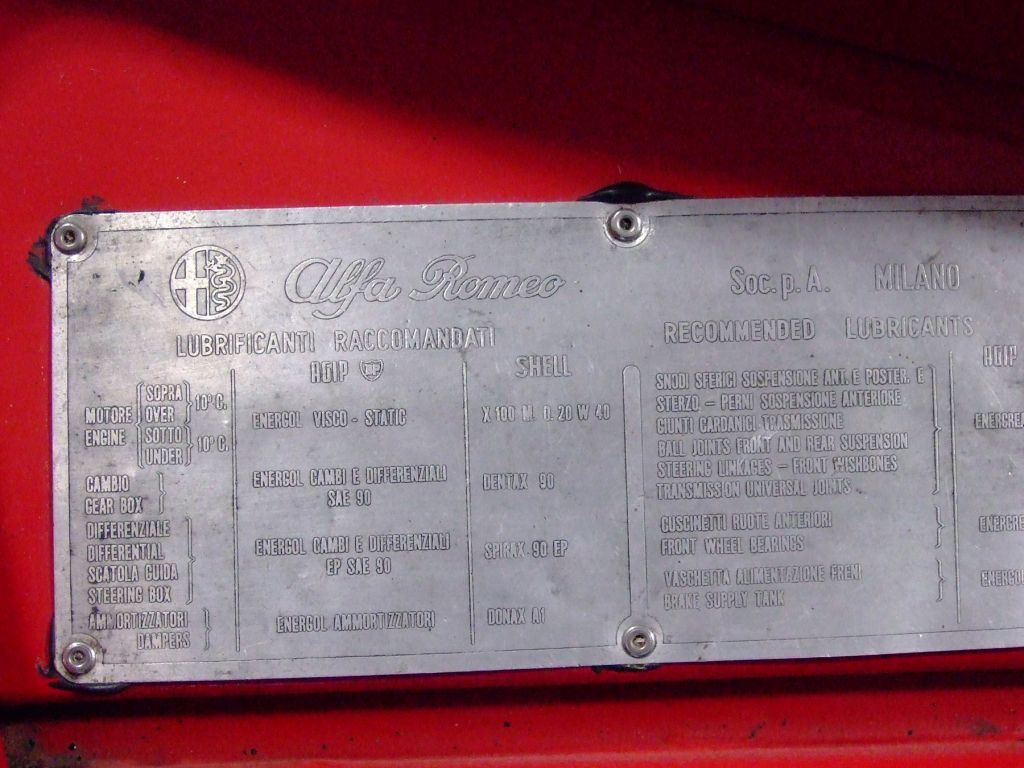 Alfa Romeo Soc. p. A. MILANO
LUBRIFICANTI RACCOMANDATI RECOMMENDED LUBRICANTS
AGIP BP SHELL
AGIP
MOTORE
ENGINE
SOPRA
OVER
10° C.
SOTTO
UNDER
10° C.
ENERGOL VISCO - STATIC
X 100 M. O. 20 W 40
CAMBIO
GEAR BOX
ENERGOL CAMBI E DIFFERENZIALI
SAE 90
DENTAX 90
DIFFERENZIALE
DIFFERENTIAL
SCATOLA GUIDA
STEERING BOX
ENERGOL CAMBI E DIFFERENZIALI
EP SAE 90
SPIRAX 90 EP
AMMORTIZZATORI
DAMPERS
ENERGOL AMMORTIZZATORI
DONAX A1
SNODI SFERICI SOSPENSIONE ANT. E POSTER. E
STERZO - PERNI SOSPENSIONE ANTERIORE
GIUNTI CARDANICI TRASMISSIONE
BALL JOINTS FRONT AND REAR SUSPENSION
STEERING LINKAGES - FRONT WISHBONES
TRANSMISSION UNIVERSAL JOINTS
CUSCINETTI RUOTE ANTERIORI
FRONT WHEEL BEARINGS
VASCHETTA ALIMENTAZIONE FRENI
BRAKE SUPPLY TANK